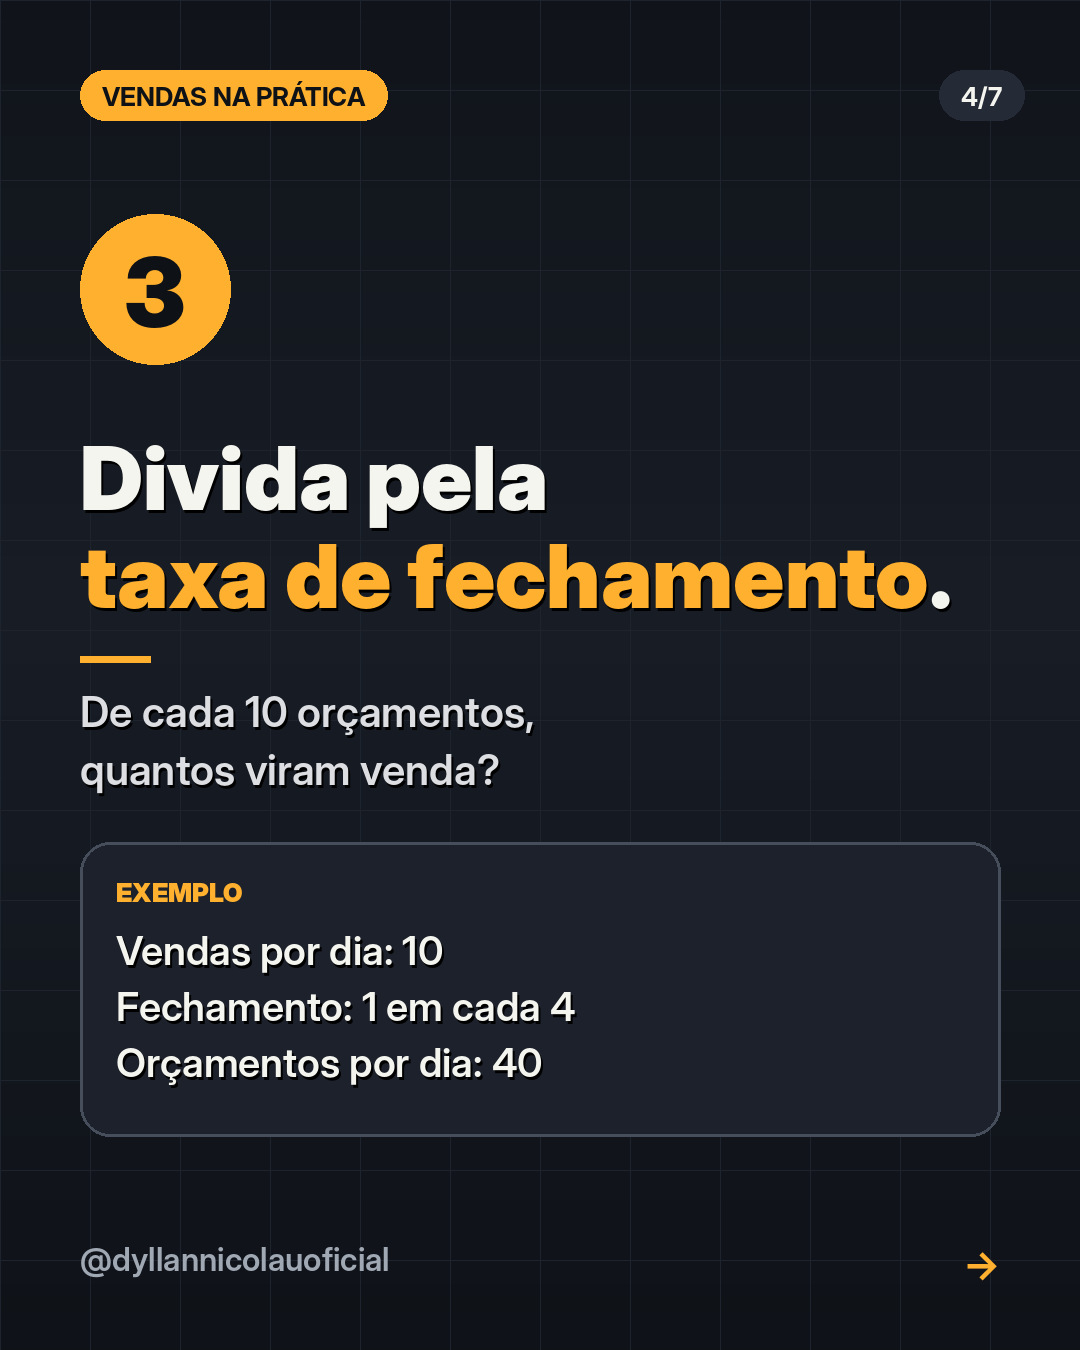 VENDAS NA PRÁTICA
4/7
3
Divida pela
taxa de fechamento.
De cada 10 orçamentos,
quantos viram venda?
EXEMPLO
Vendas por dia: 10
Fechamento: 1 em cada 4
Orçamentos por dia: 40
@dyllannicolauoficial
→